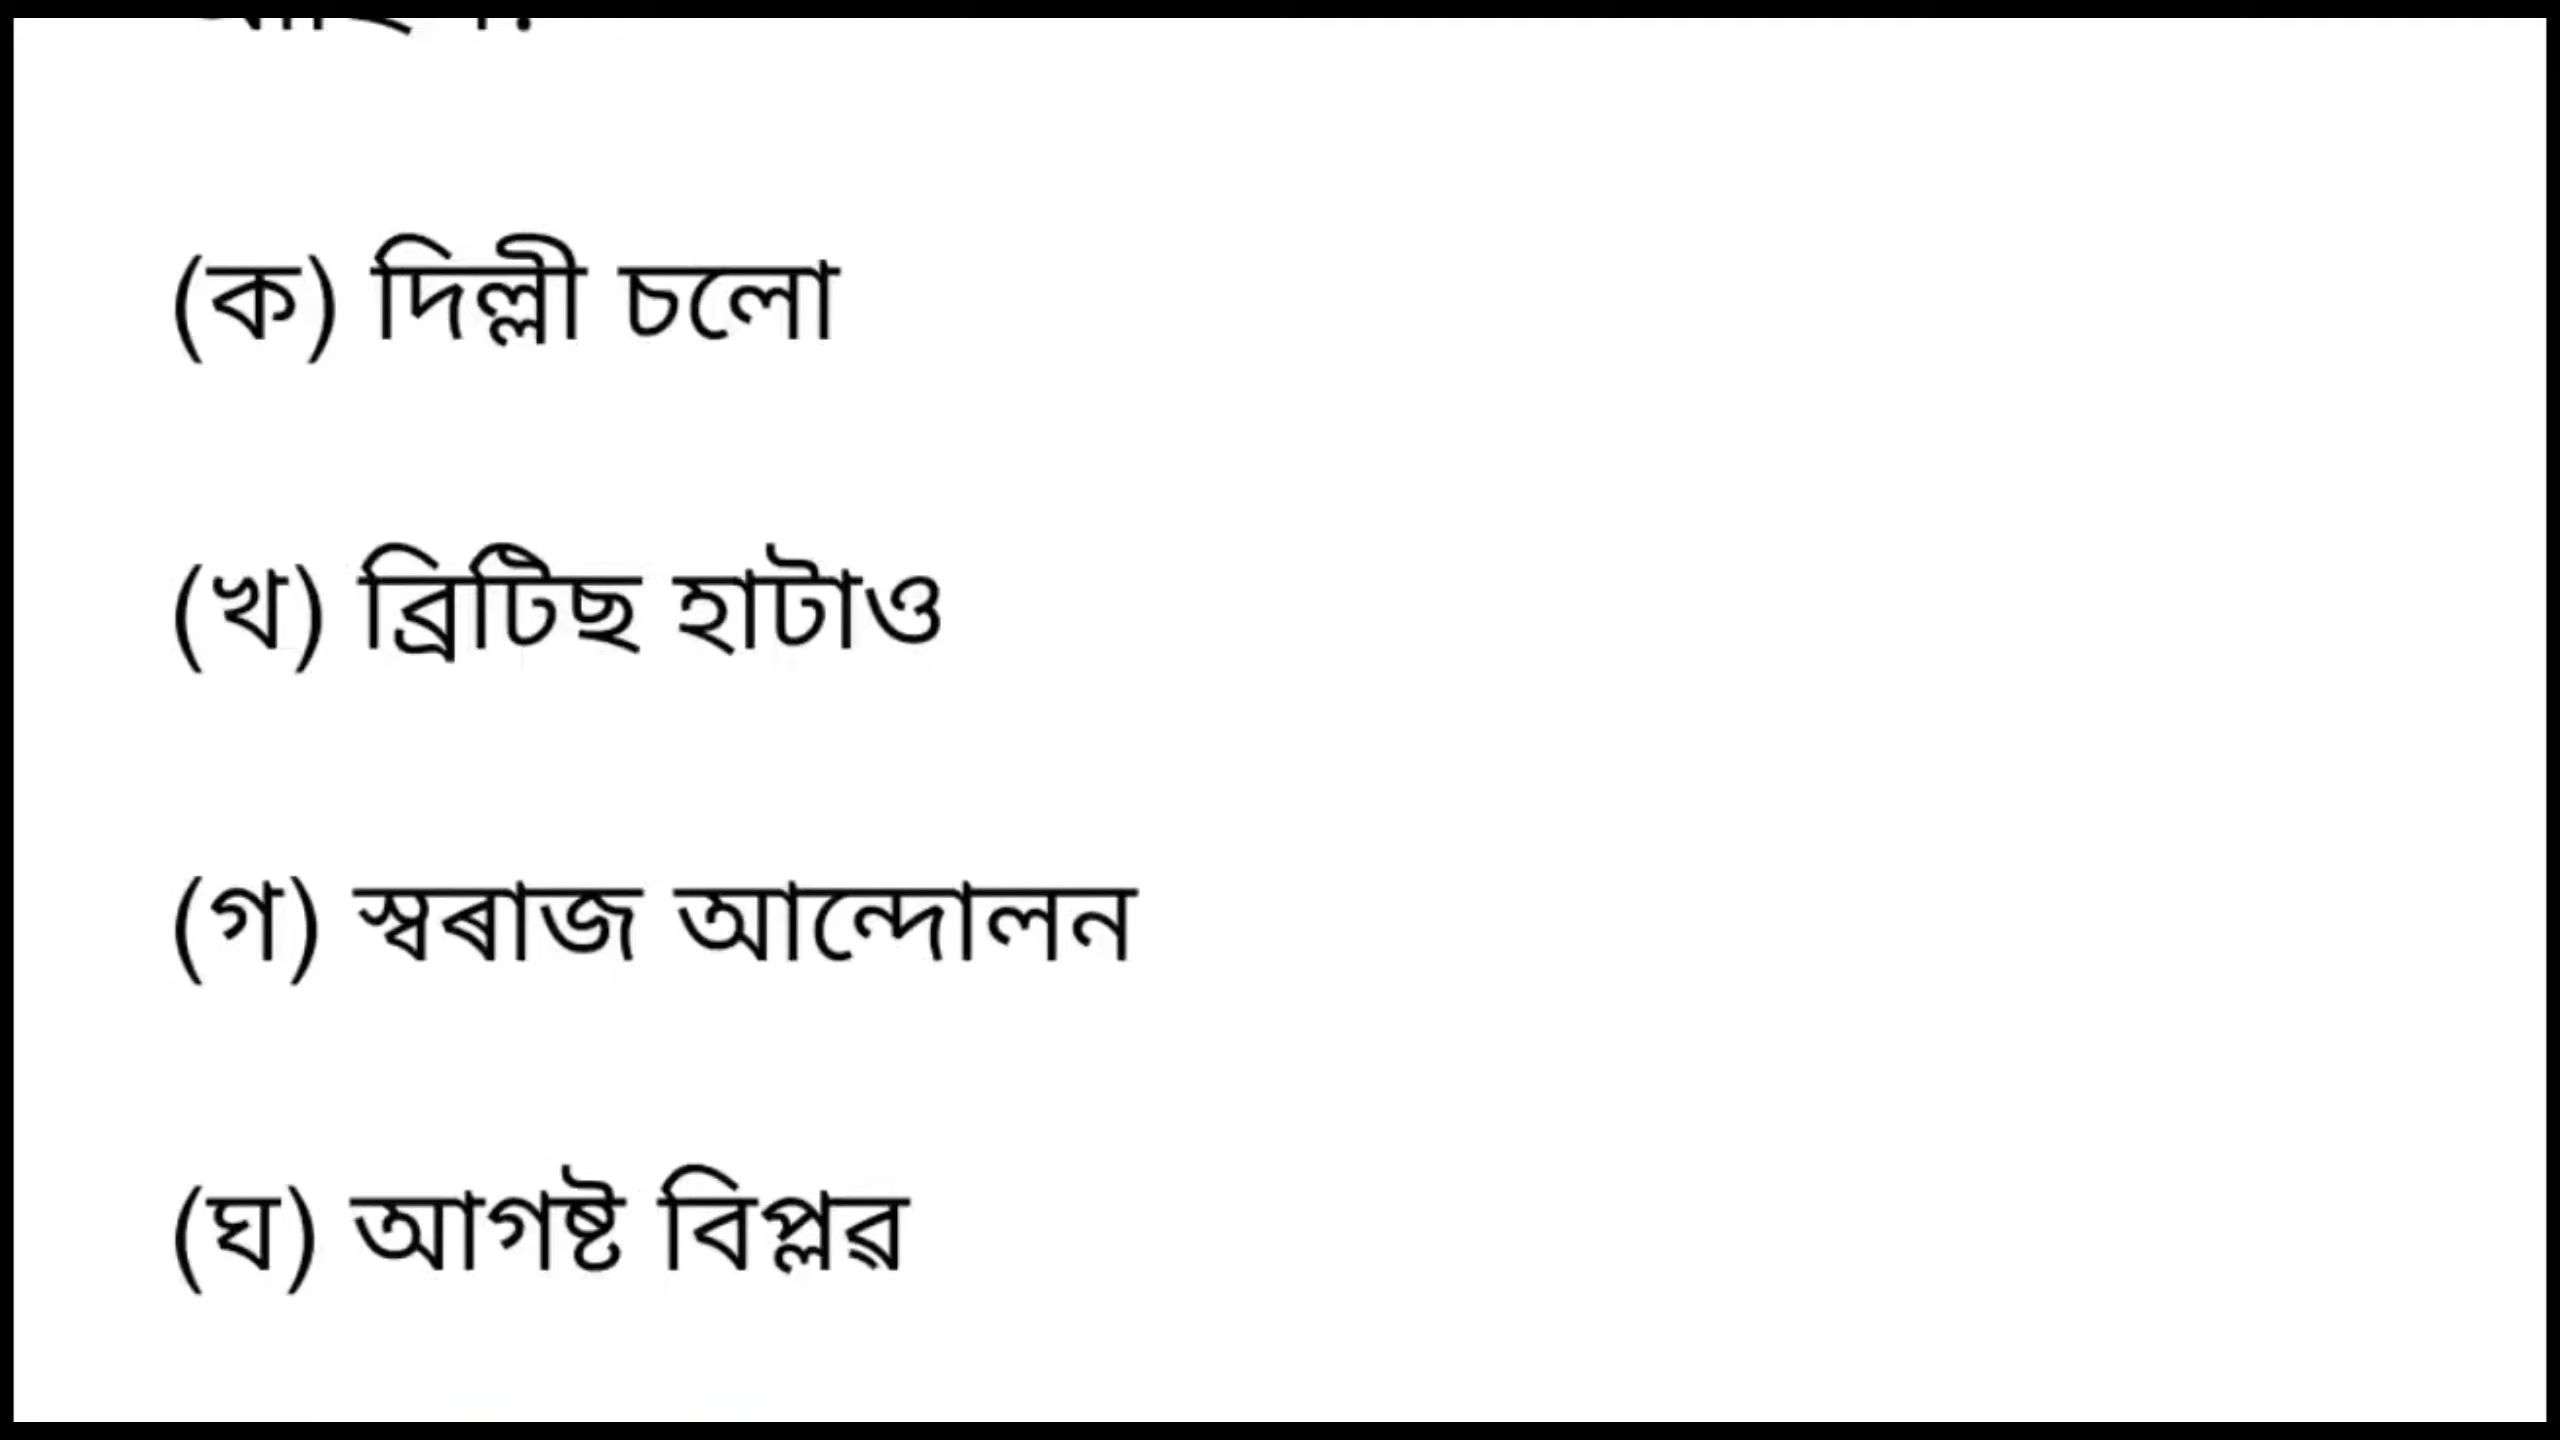 (ক) দিল্লী চলো
(খ) ব্ৰিটিছ হাটাও
(গ) স্বৰাজ আন্দোলন
(ঘ) আগষ্ট বিপ্লৱ